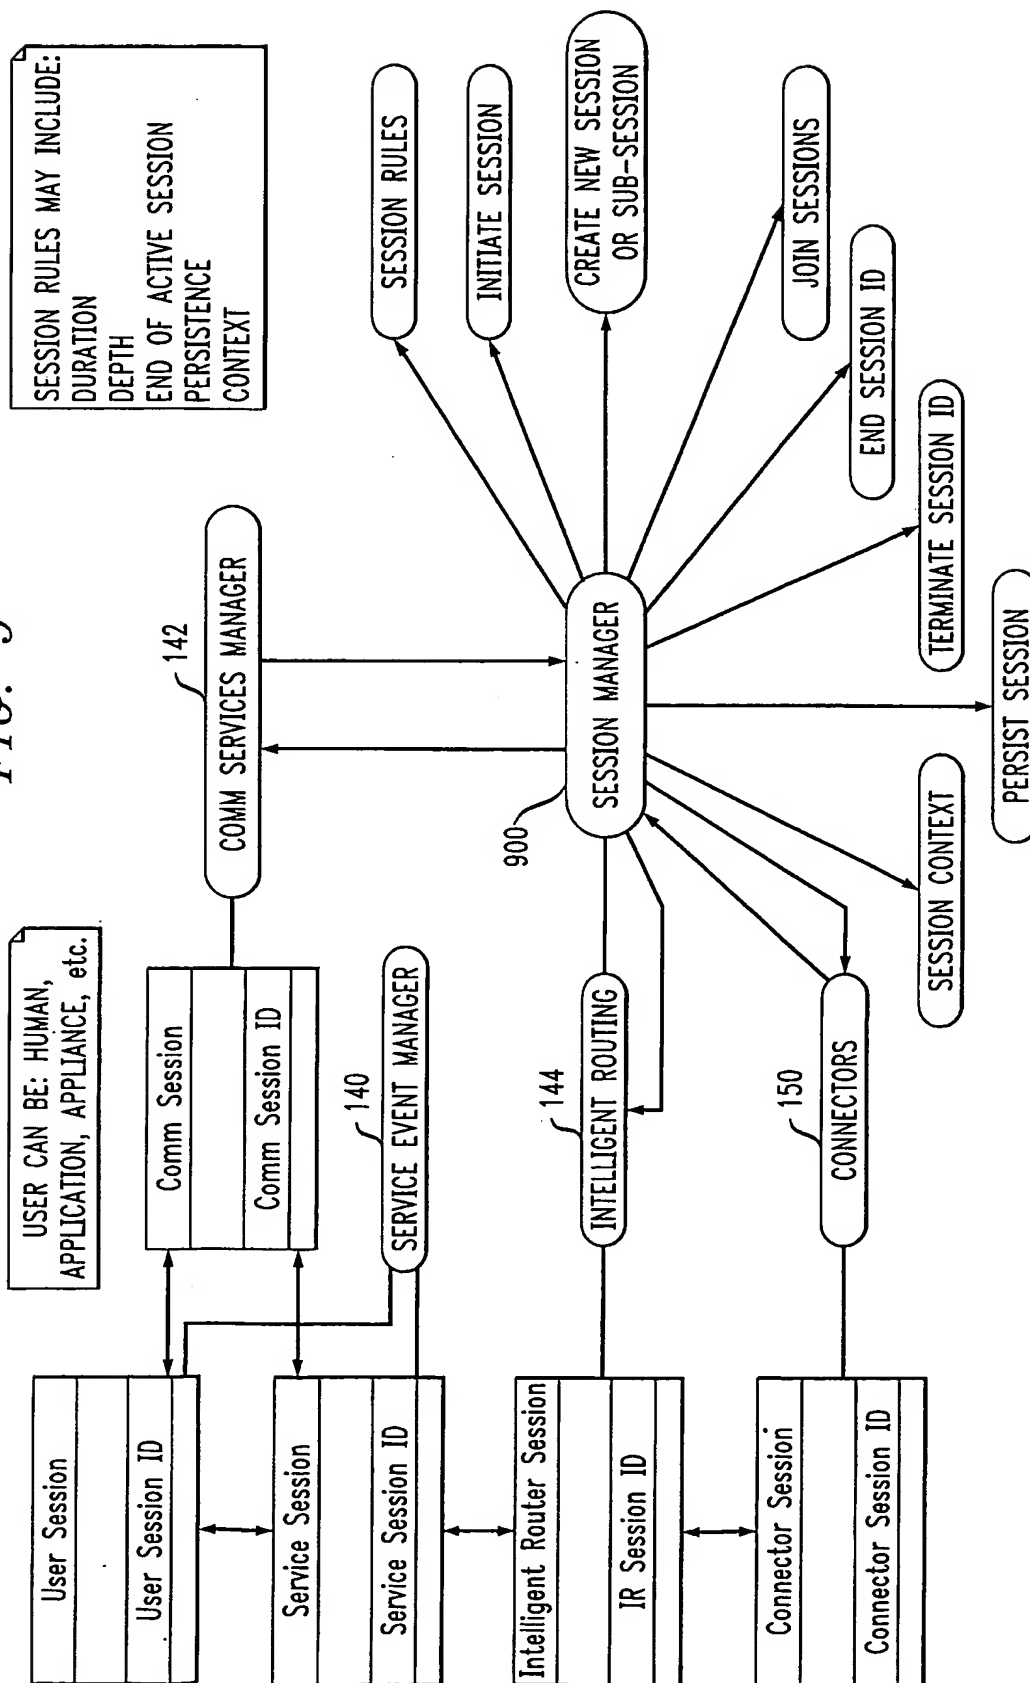 FIG. 9
USER CAN BE: HUMAN,
APPLICATION, APPLIANCE, etc.
SESSION RULES MAY INCLUDE:
DURATION
DEPTH
END OF ACTIVE SESSION
PERSISTENCE
CONTEXT
User Session
User Session ID
Comm Session
Comm Session ID
142
COMM SERVICES MANAGER
Service Session
Service Session ID
140
SERVICE EVENT MANAGER
Intelligent Router Session
IR Session ID
144
INTELLIGENT ROUTING
Connector Session
Connector Session ID
150
CONNECTORS
900
SESSION MANAGER
SESSION RULES
INITIATE SESSION
CREATE NEW SESSION
OR SUB-SESSION
JOIN SESSIONS
END SESSION ID
TERMINATE SESSION ID
PERSIST SESSION
SESSION CONTEXT